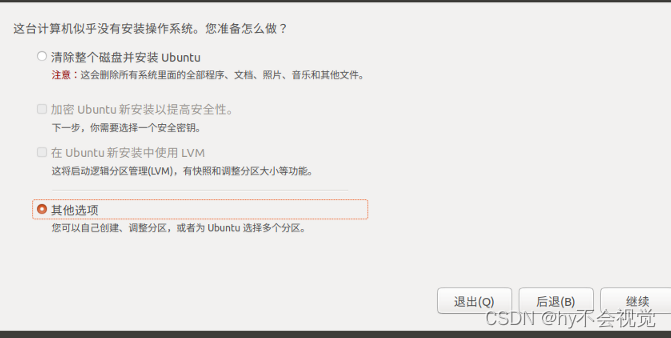 这台计算机似乎没有安装操作系统。您准备怎么做？
清除整个磁盘并安装 Ubuntu
注意：这会删除所有系统里面的全部程序、文档、照片、音乐和其他文件。
加密 Ubuntu 新安装以提高安全性。
下一步，你需要选择一个安全密钥。
在 Ubuntu 新安装中使用 LVM
这将启动逻辑分区管理(LVM)，有快照和调整分区大小等功能。
其他选项
您可以自己创建、调整分区，或者为 Ubuntu 选择多个分区。
退出(Q) 后退(B) 继续
CSDN @hy不会视觉